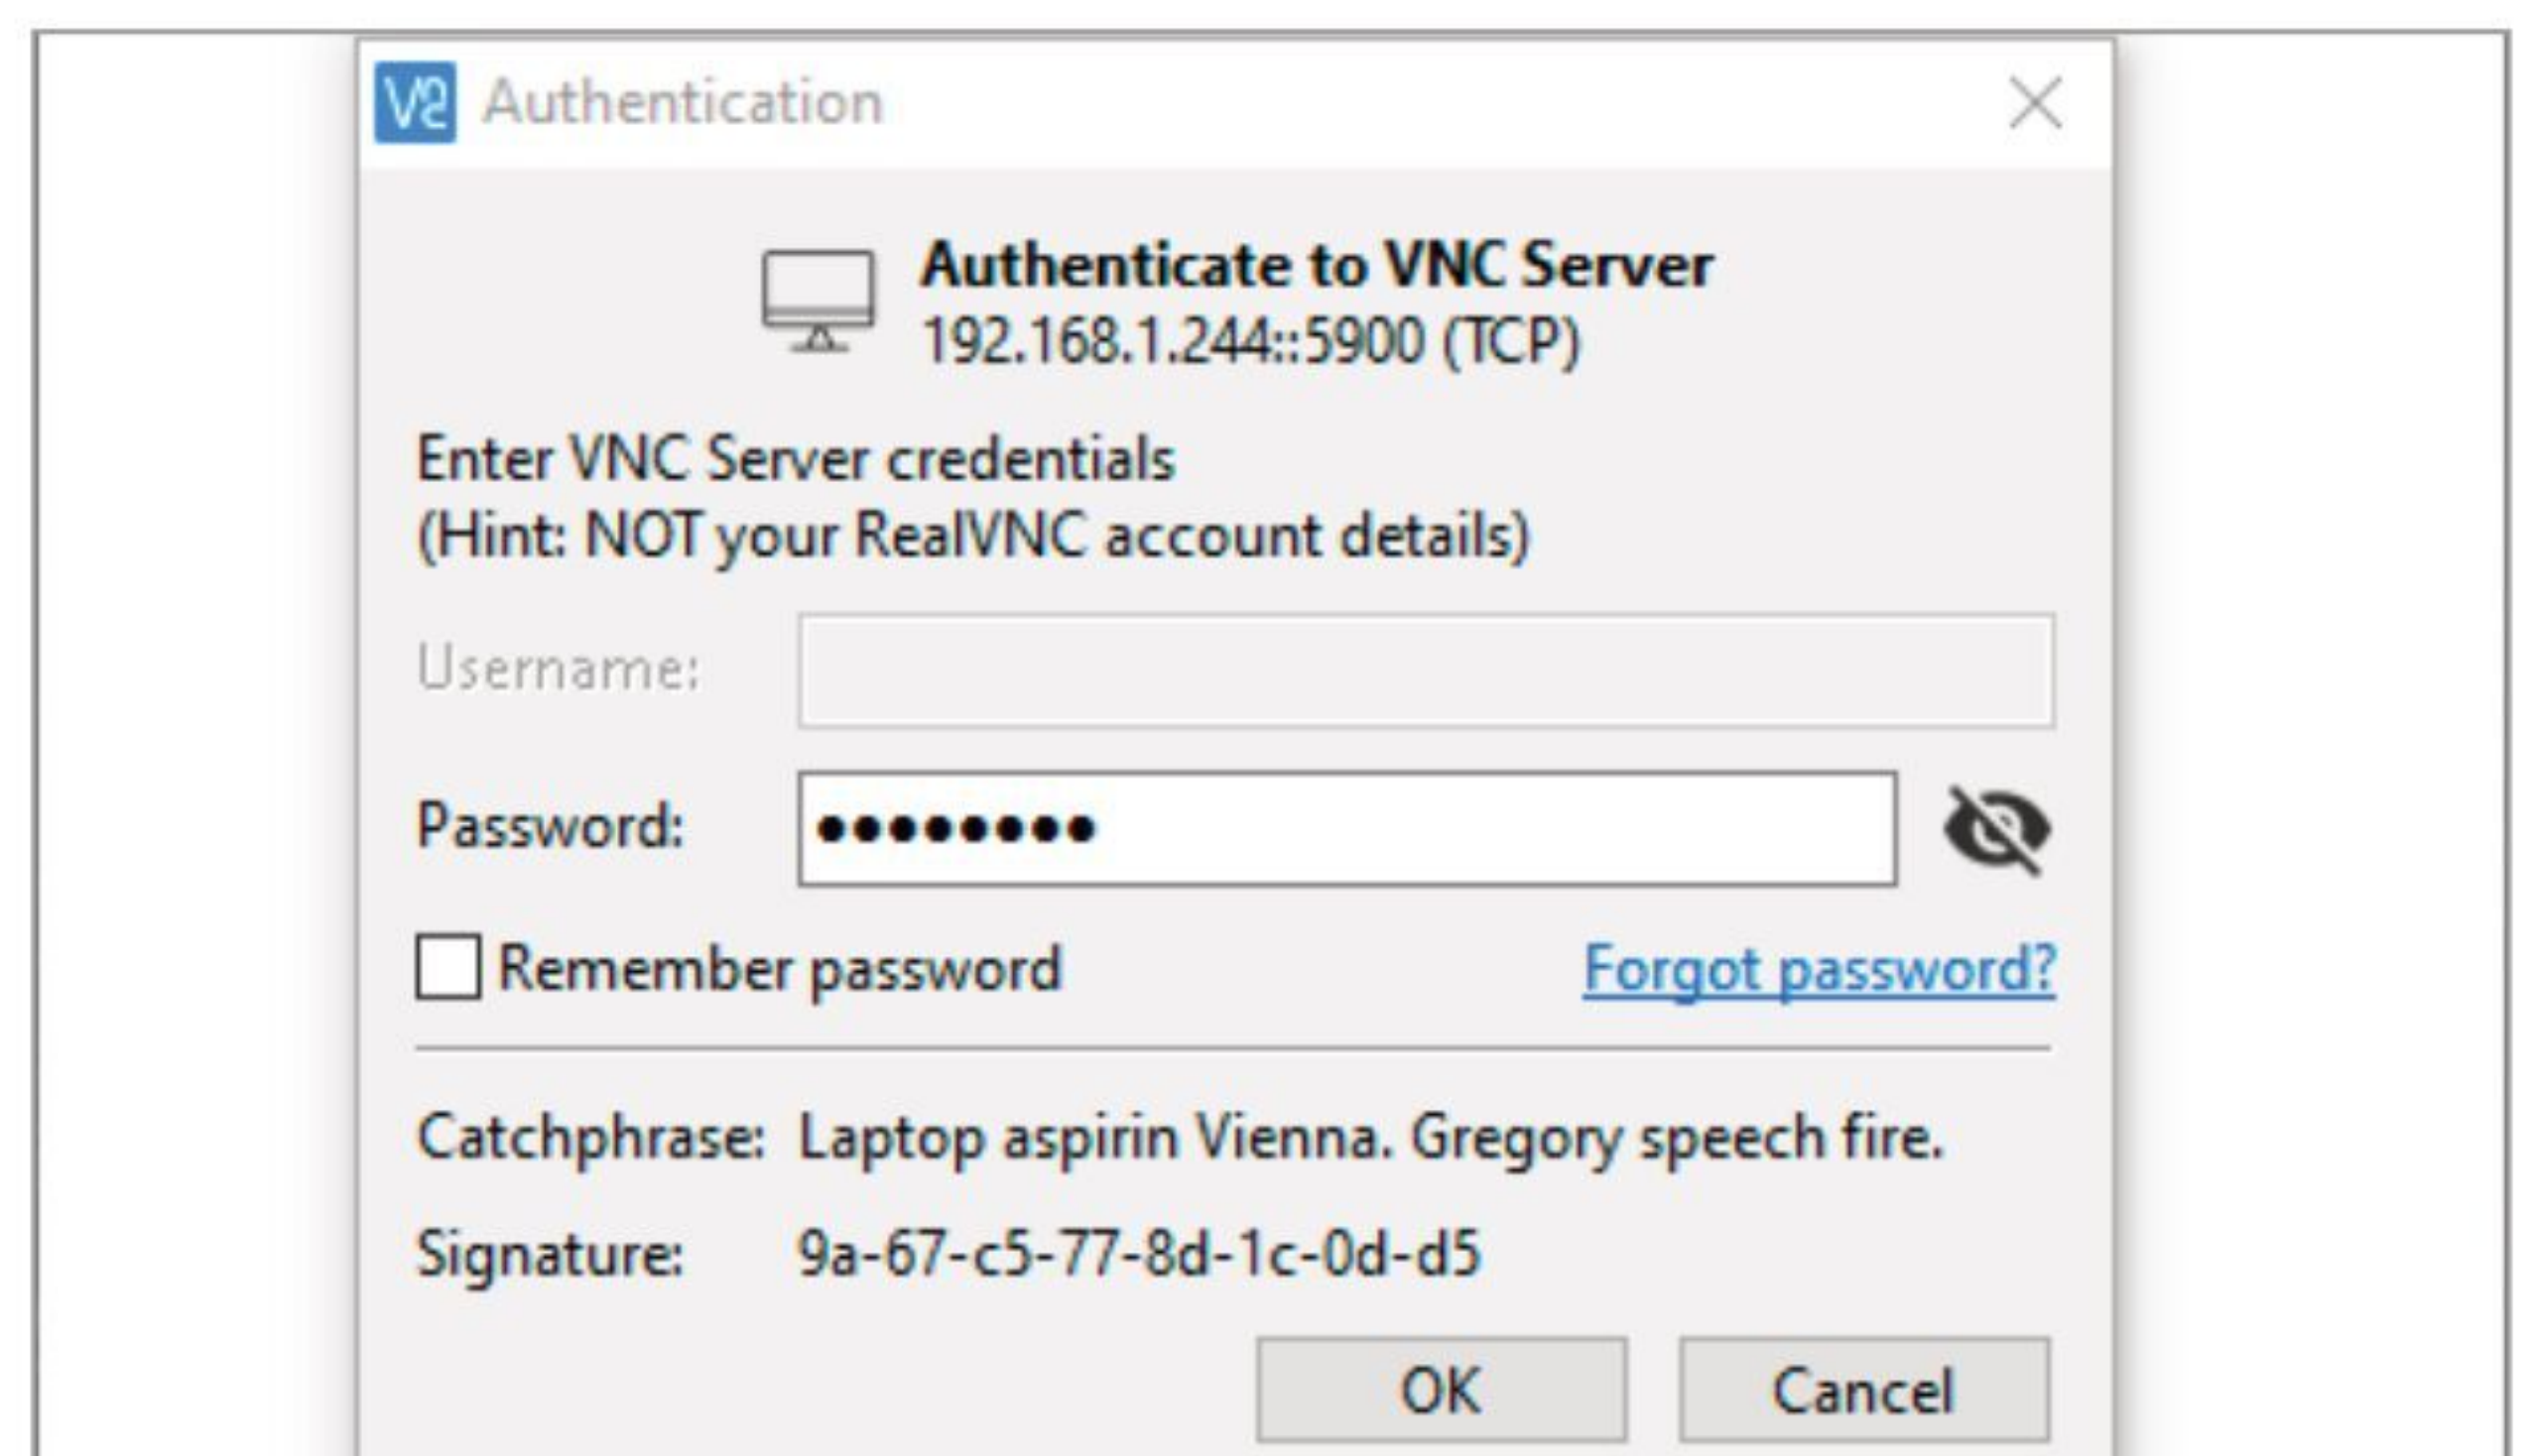 V2 Authentication
Authenticate to VNC Server
192.168.1.244::5900 (TCP)
Enter VNC Server credentials
(Hint: NOT your RealVNC account details)
Username:
Password: ●●●●●●●●
Remember password Forgot password?
Catchphrase: Laptop aspirin Vienna. Gregory speech fire.
Signature: 9a-67-c5-77-8d-1c-0d-d5
OK Cancel